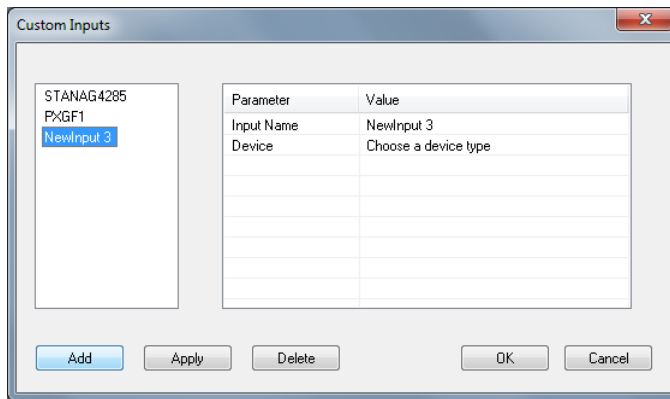 Custom Inputs
STANAG4285
PXGF1
NewInput 3
Parameter Value
Input Name NewInput 3
Device Choose a device type
Add Apply Delete OK Cancel